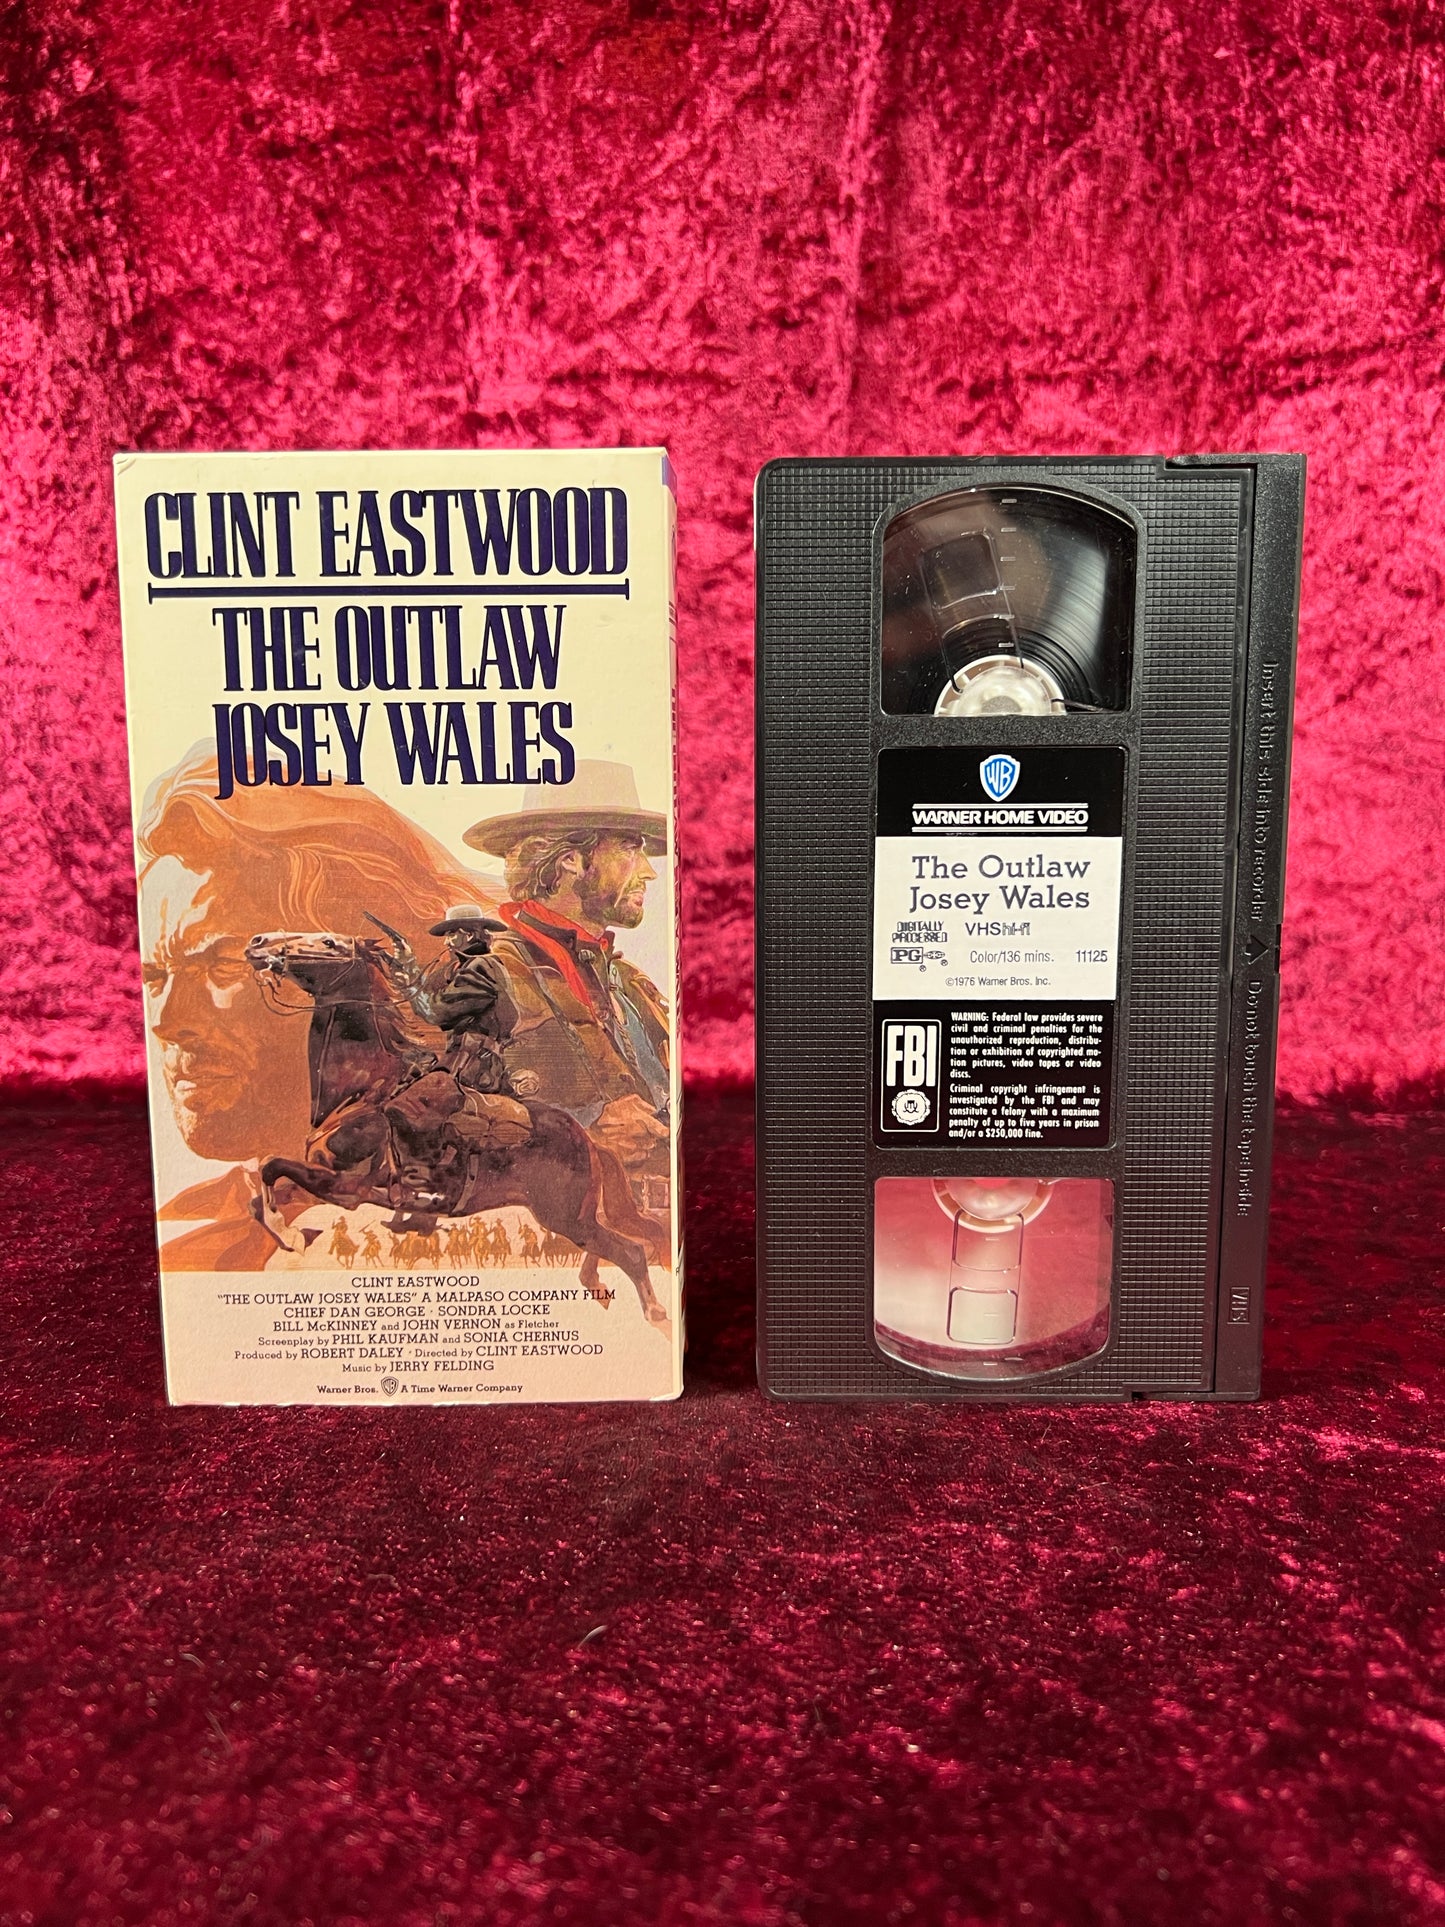 CLINT EASTWOOD
THE OUTLAW
JOSEY WALES
CLINT EASTWOOD
"THE OUTLAW JOSEY WALES" A MALPASO COMPANY FILM
CHIEF DAN GEORGE · SONDRA LOCKE
BILL McKINNEY and JOHN VERNON as Fletcher
Screenplay by PHIL KAUFMAN and SONIA CHERNUS
Produced by ROBERT DALEY · Directed by CLINT EASTWOOD
Music by JERRY FELDING
Warner Bros. WB A Time Warner Company
WB
WARNER HOME VIDEO
The Outlaw
Josey Wales
DIGITALLY
PROCESSED
VHS hi-fi
PG ® ® Color/136 mins. 11125
©1976 Warner Bros. Inc.
FBI
WARNING: Federal law provides severe
civil and criminal penalties for the
unauthorized reproduction, distribu-
tion or exhibition of copyrighted mo-
tion pictures, video tapes or video
discs.
Criminal copyright infringement is
investigated by the FBI and may
constitute a felony with a maximum
penalty of up to five years in prison
and/or a $250,000 fine.
Insert this side into recorder
Do not touch the tape inside
VHS